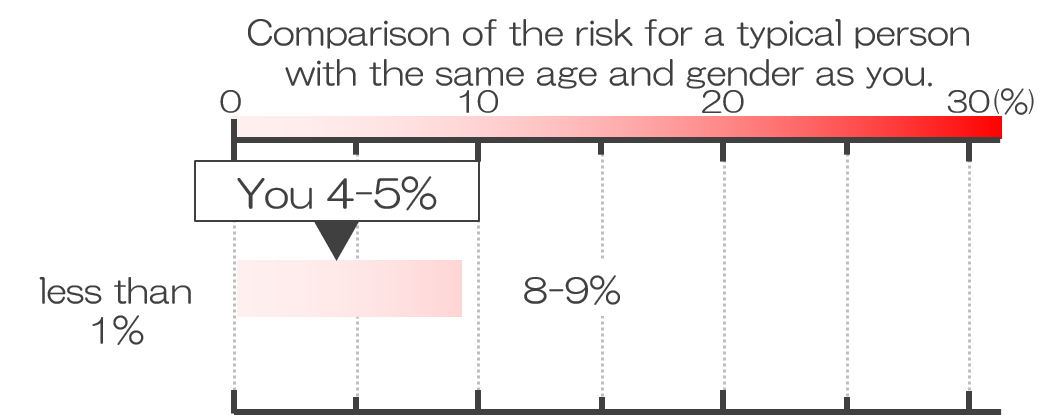 Comparison of the risk for a typical person
with the same age and gender as you.
0 10 20 30(%)
You 4-5%
less than
1%
8-9%